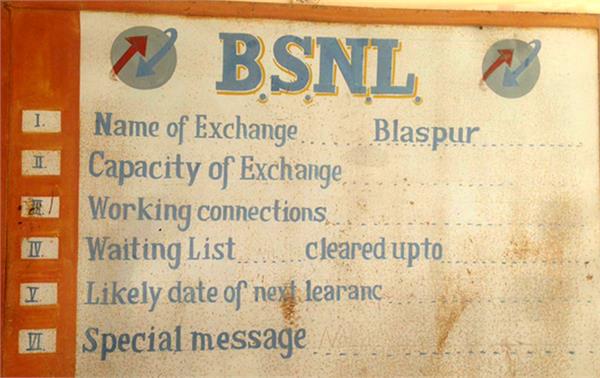 B.S.N.L.
I. Name of Exchange Blaspur
II Capacity of Exchange
III Working connections
IV. Waiting List cleared upto
V. Likely date of next learanc
VI. Special message